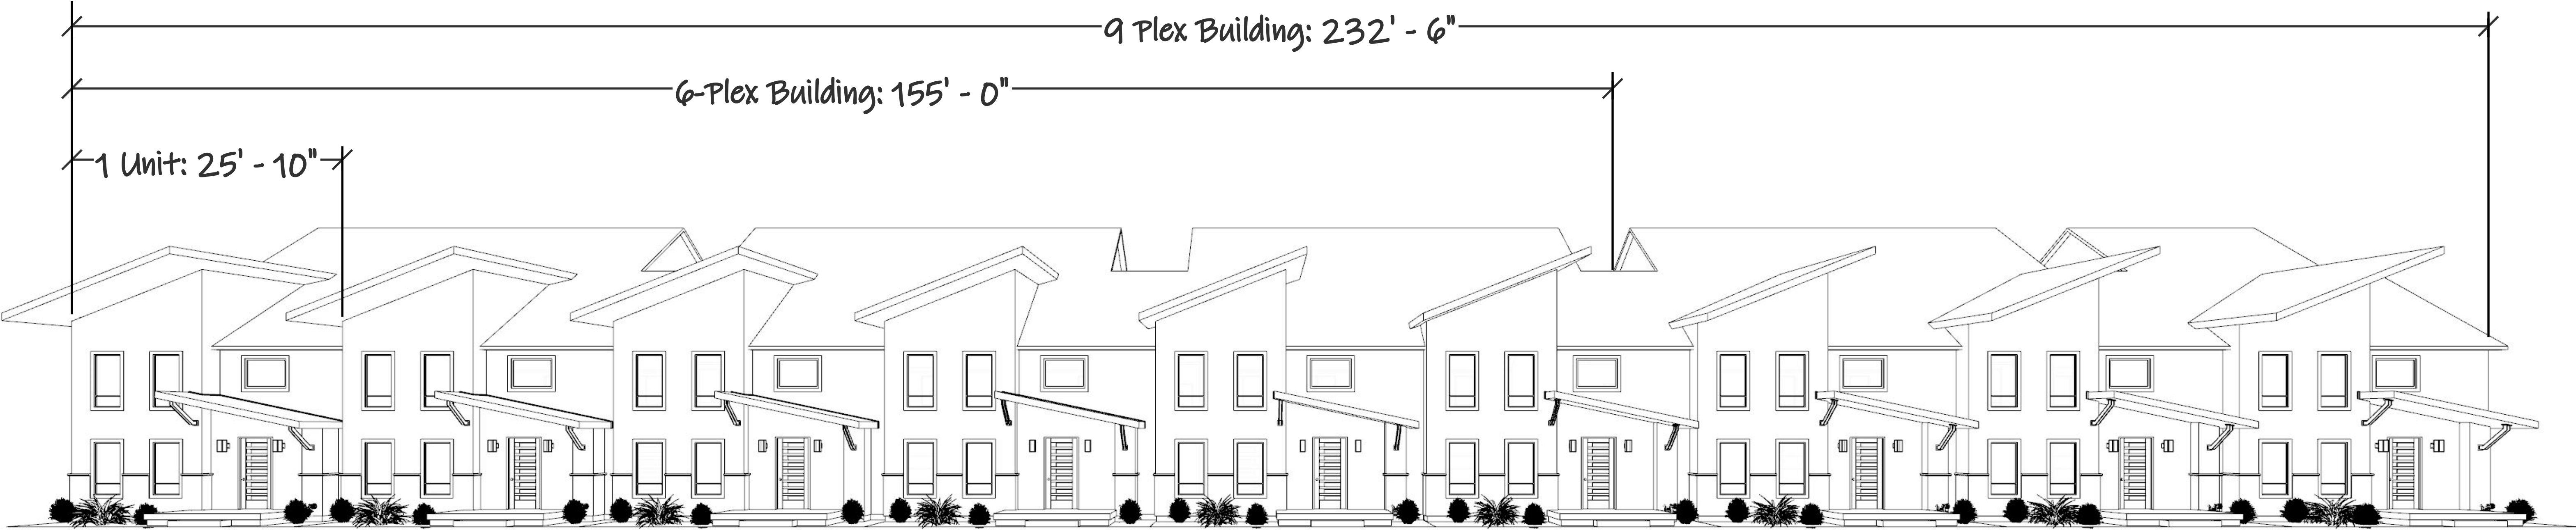 9 Plex Building: 232' - 6"
6-Plex Building: 155' - 0"
1 Unit: 25' - 10"